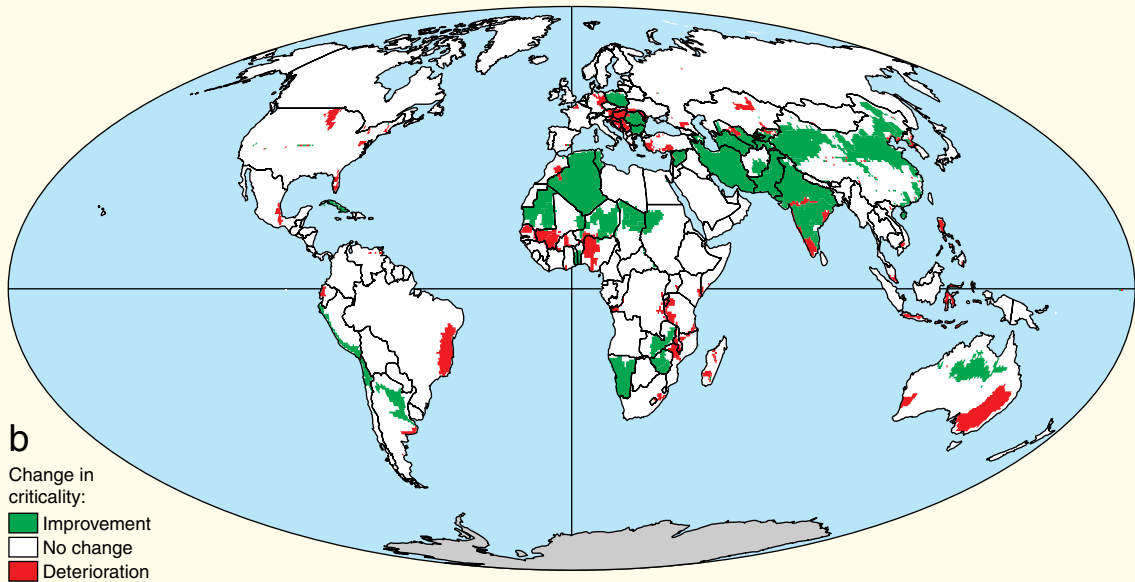 b
Change in
criticality:
Improvement
No change
Deterioration